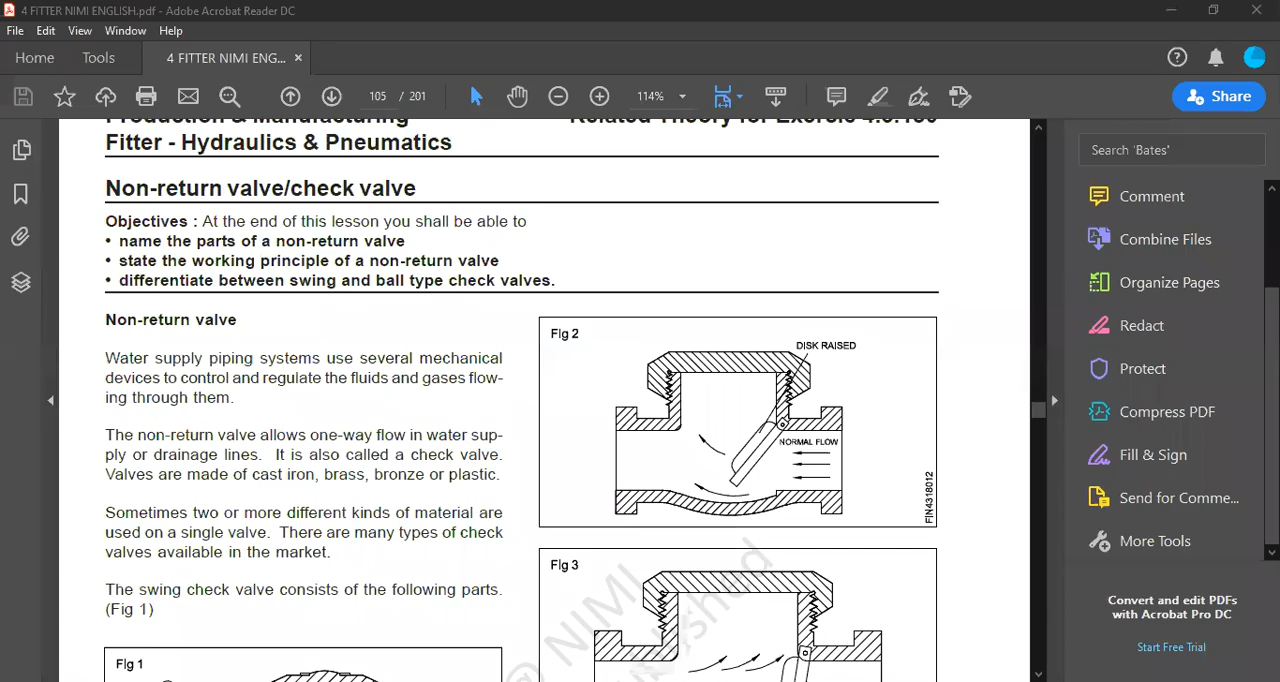 4 FITTER NIMI ENGLISH.pdf - Adobe Acrobat Reader DC
File Edit View Window Help
Home Tools 4 FITTER NIMI ENG... ×
105 / 201 114% Share
Production & Manufacturing
Fitter - Hydraulics & Pneumatics
Non-return valve/check valve
Objectives : At the end of this lesson you shall be able to
• name the parts of a non-return valve
• state the working principle of a non-return valve
• differentiate between swing and ball type check valves.
Non-return valve
Water supply piping systems use several mechanical
devices to control and regulate the fluids and gases flow-
ing through them.
The non-return valve allows one-way flow in water sup-
ply or drainage lines. It is also called a check valve.
Valves are made of cast iron, brass, bronze or plastic.
Sometimes two or more different kinds of material are
used on a single valve. There are many types of check
valves available in the market.
The swing check valve consists of the following parts.
(Fig 1)
Fig 1
Fig 2
DISK RAISED
NORMAL FLOW
FIN4318012
Fig 3
@ NIMI
Search 'Bates'
Comment
Combine Files
Organize Pages
Redact
Protect
Compress PDF
Fill & Sign
Send for Comme...
More Tools
Convert and edit PDFs
with Acrobat Pro DC
Start Free Trial